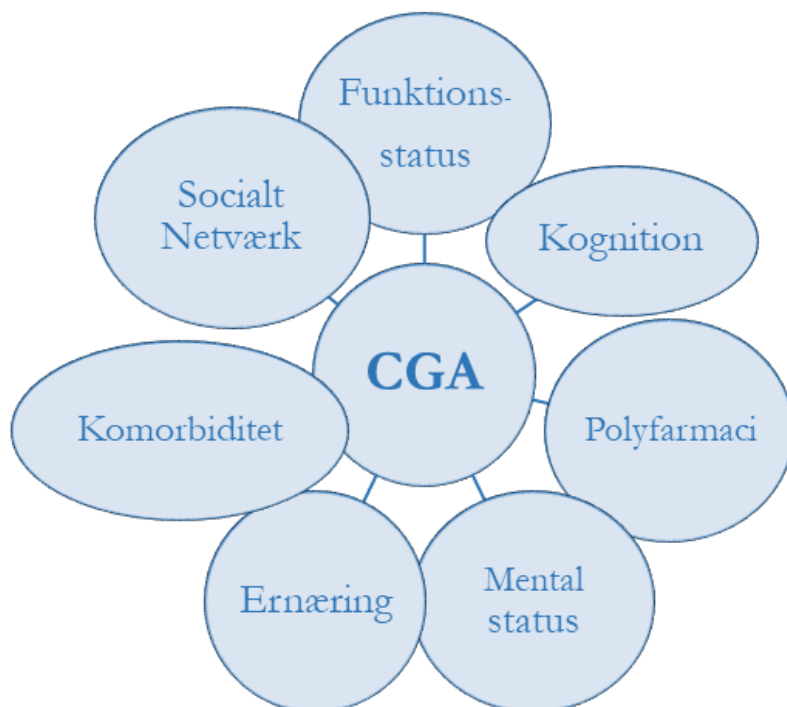 Funktions-
status
Socialt
Netværk
Kognition
CGA
Komorbiditet
Polyfarmaci
Ernæring
Mental
status